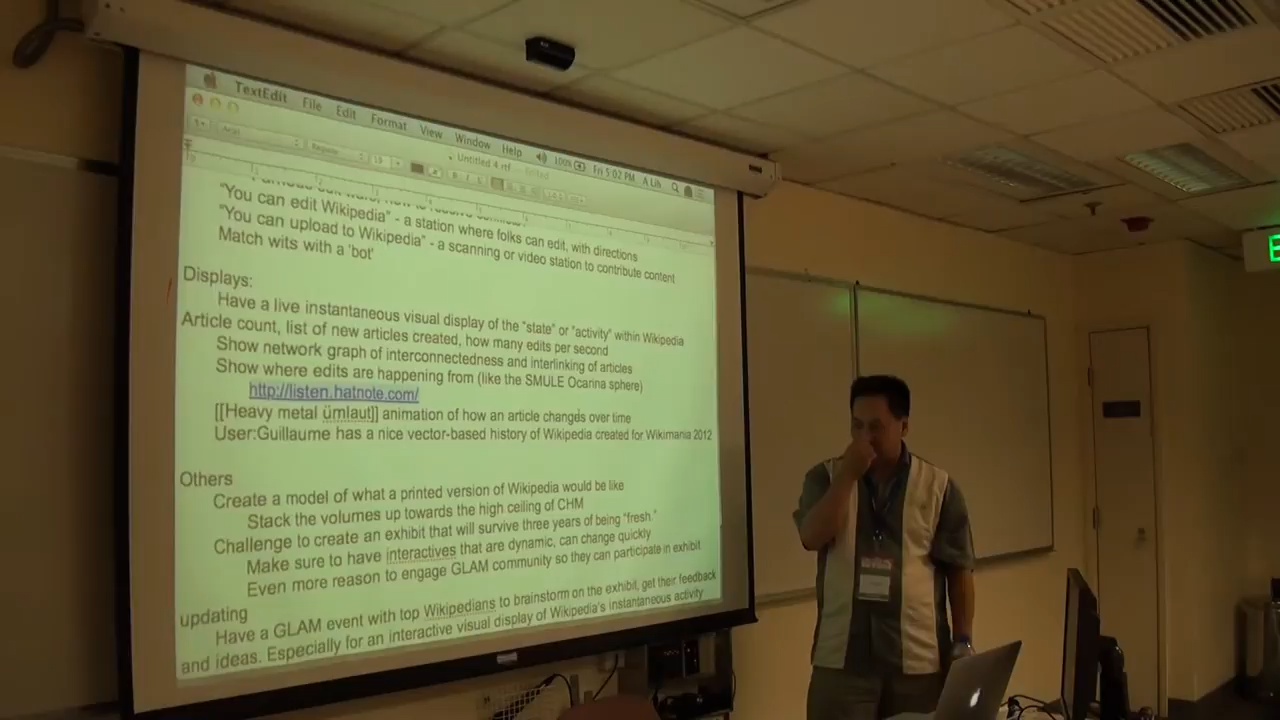 TextEdit File Edit Format View Window Help 100% Fri 5:02 PM A Lih
Untitled 4.rtf Edited
Regular
"You can edit Wikipedia" - a station where folks can edit, with directions
"You can upload to Wikipedia" - a scanning or video station to contribute content
Match wits with a 'bot'
Displays:
Have a live instantaneous visual display of the "state" or "activity" within Wikipedia
Article count, list of new articles created, how many edits per second
Show network graph of interconnectedness and interlinking of articles
Show where edits are happening from (like the SMULE Ocarina sphere)
http://listen.hatnote.com/
[[Heavy metal ümlaut]] animation of how an article changes over time
User:Guillaume has a nice vector-based history of Wikipedia created for Wikimania 2012
Others
Create a model of what a printed version of Wikipedia would be like
Stack the volumes up towards the high ceiling of CHM
Challenge to create an exhibit that will survive three years of being "fresh."
Make sure to have interactives that are dynamic, can change quickly
Even more reason to engage GLAM community so they can participate in exhibit
updating
Have a GLAM event with top Wikipedians to brainstorm on the exhibit, get their feedback
and ideas. Especially for an interactive visual display of Wikipedia's instantaneous activity